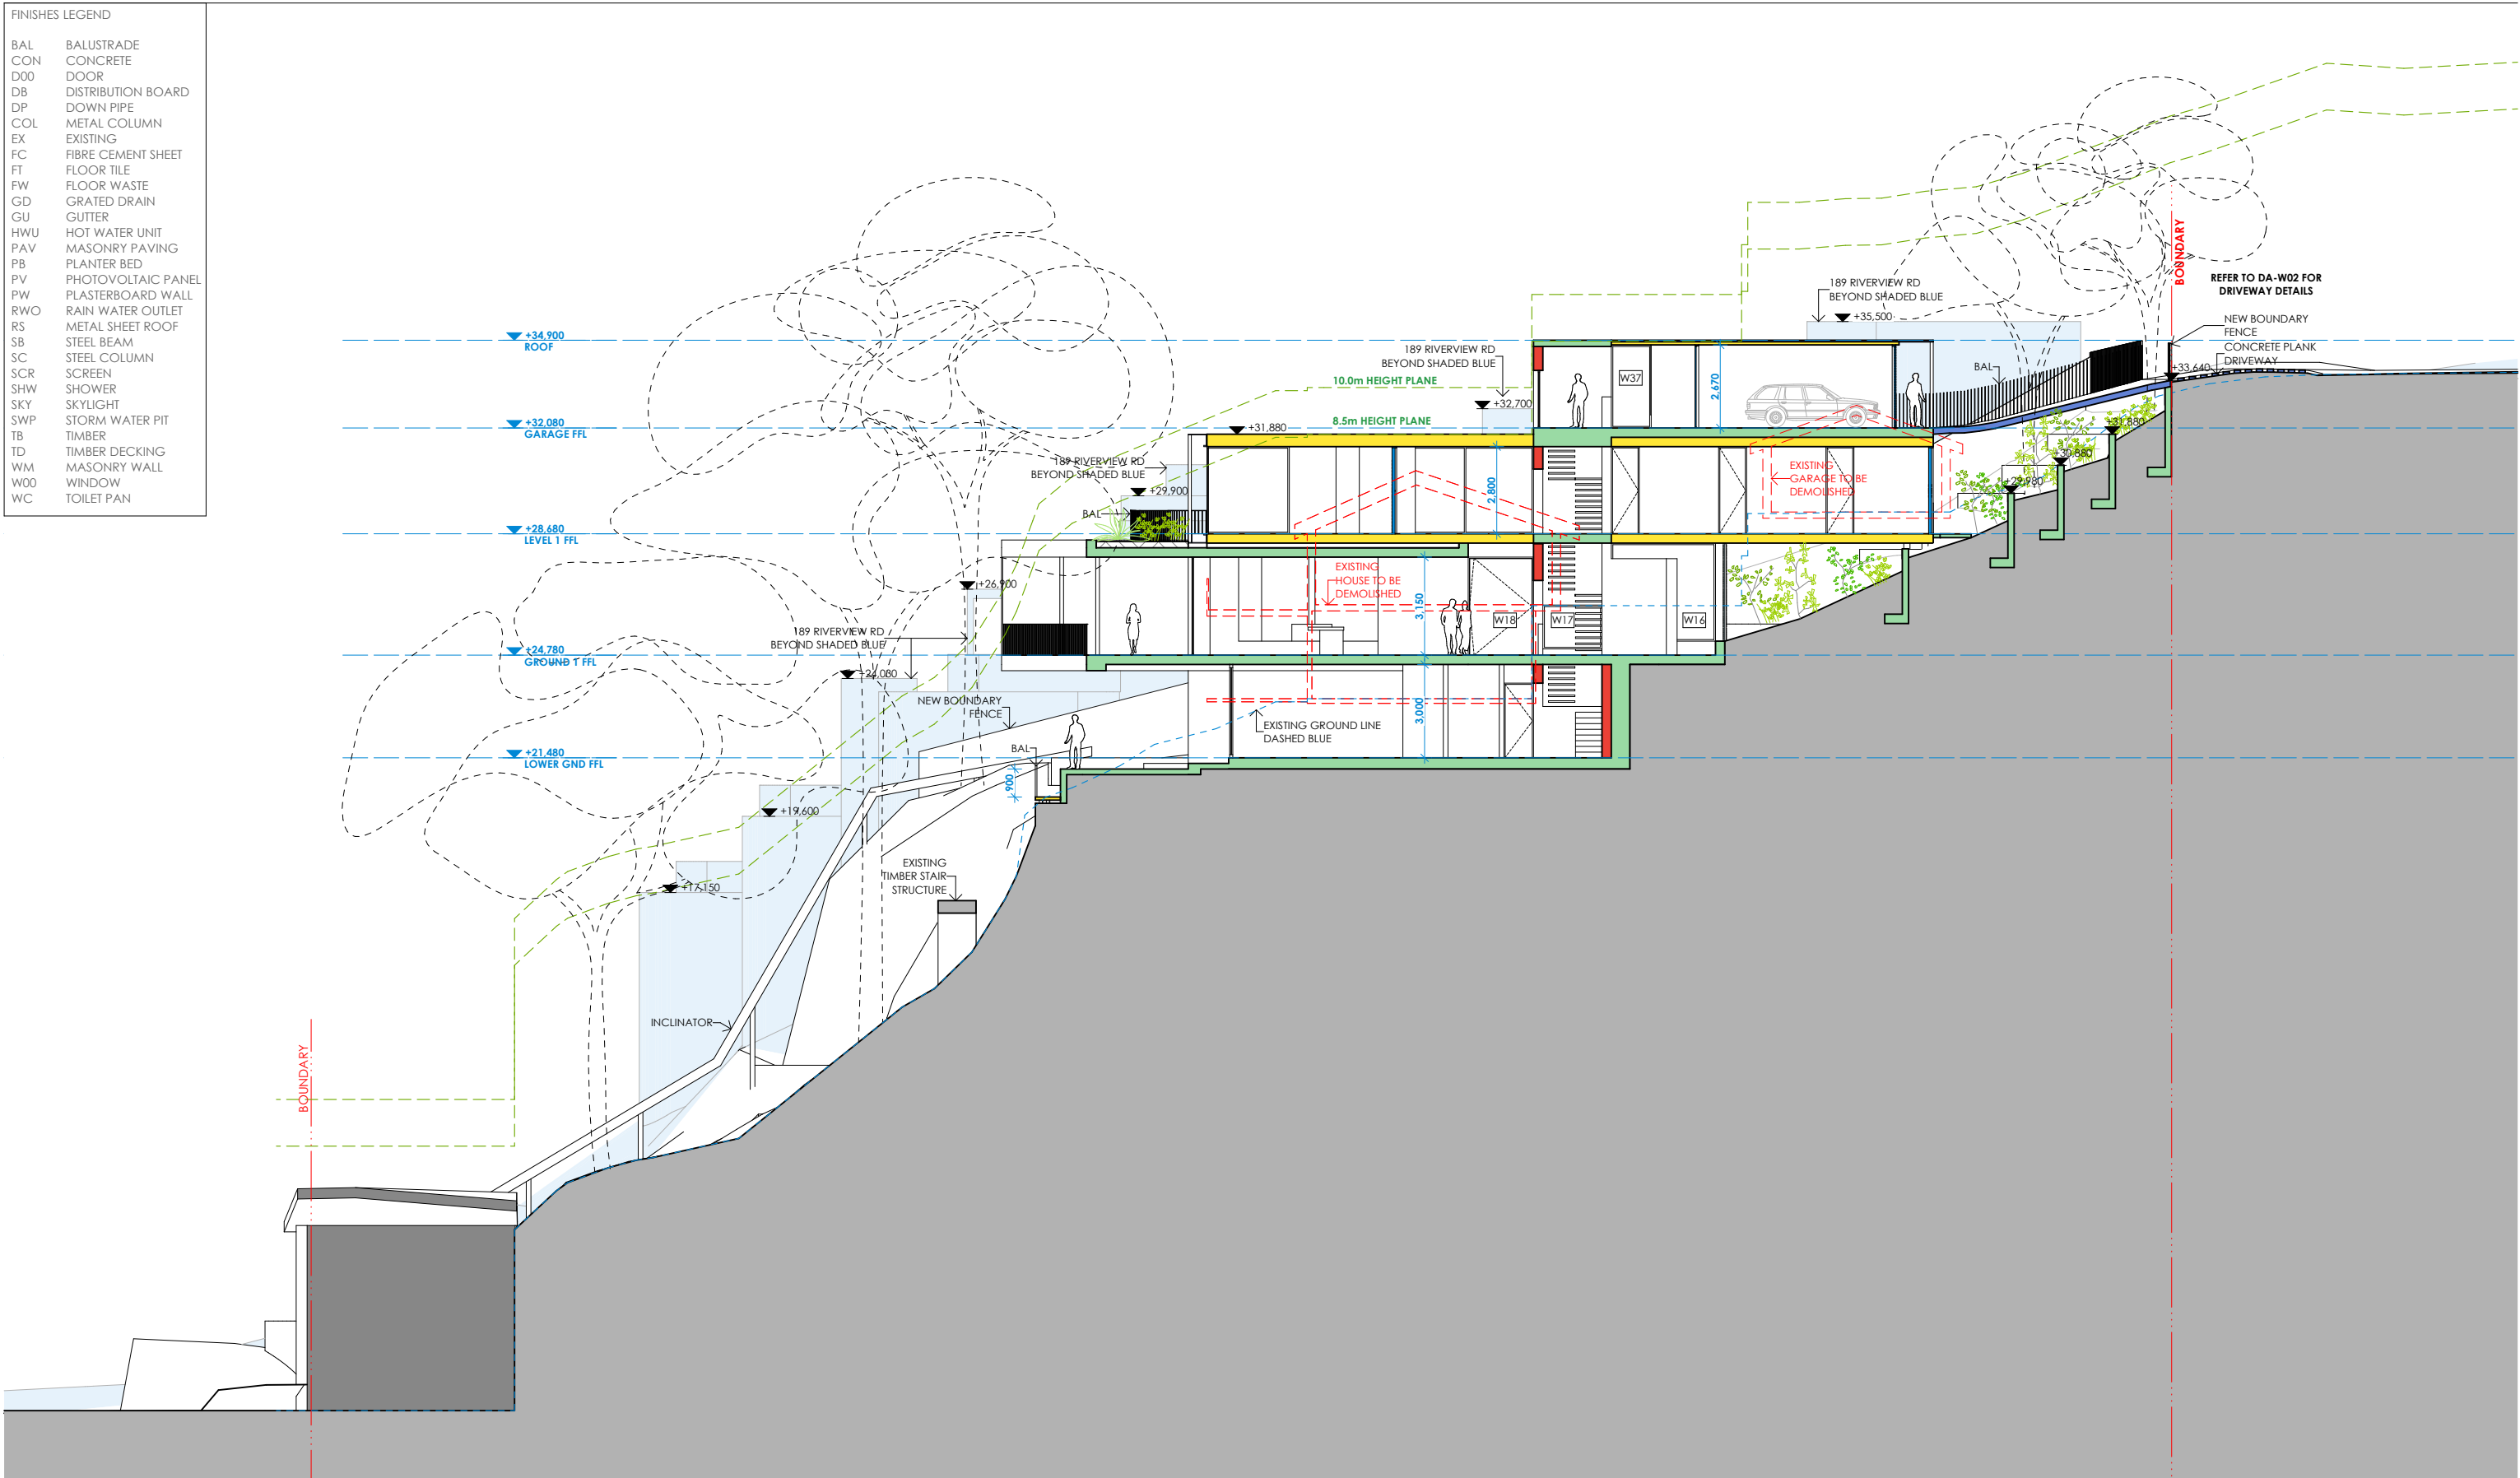 FINISHES LEGEND
BAL BALUSTRADE
CON CONCRETE
D00 DOOR
DB DISTRIBUTION BOARD
DP DOWN PIPE
COL METAL COLUMN
EX EXISTING
FC FIBRE CEMENT SHEET
FT FLOOR TILE
FW FLOOR WASTE
GD GRATED DRAIN
GU GUTTER
HWU HOT WATER UNIT
PAV MASONRY PAVING
PB PLANTER BED
PV PHOTOVOLTAIC PANEL
PW PLASTERBOARD WALL
RWO RAIN WATER OUTLET
RS METAL SHEET ROOF
SB STEEL BEAM
SC STEEL COLUMN
SCR SCREEN
SHW SHOWER
SKY SKYLIGHT
SWP STORM WATER PIT
TB TIMBER
TD TIMBER DECKING
WM MASONRY WALL
W00 WINDOW
WC TOILET PAN
+34,900
ROOF
+32,080
GARAGE FFL
+28,680
LEVEL 1 FFL
+24,780
GROUND 1 FFL
+21,480
LOWER GND FFL
189 RIVERVIEW RD
BEYOND SHADED BLUE
+35,500
BOUNDARY
REFER TO DA-W02 FOR
DRIVEWAY DETAILS
NEW BOUNDARY
FENCE
CONCRETE PLANK
DRIVEWAY
+33,640
BAL
189 RIVERVIEW RD
BEYOND SHADED BLUE
+32,700
10.0m HEIGHT PLANE
8.5m HEIGHT PLANE
W37
2,670
+31,880
189 RIVERVIEW RD
BEYOND SHADED BLUE
+29,900
BAL
2,800
EXISTING
GARAGE TO BE
DEMOLISHED
+31,880
+30,880
+29,980
+26,900
EXISTING
HOUSE TO BE
DEMOLISHED
3,150
W18
W17
W16
189 RIVERVIEW RD
BEYOND SHADED BLUE
+24,080
NEW BOUNDARY
FENCE
EXISTING GROUND LINE
DASHED BLUE
3,000
BAL
900
+19,600
+17,150
EXISTING
TIMBER STAIR
STRUCTURE
INCLINATOR
BOUNDARY